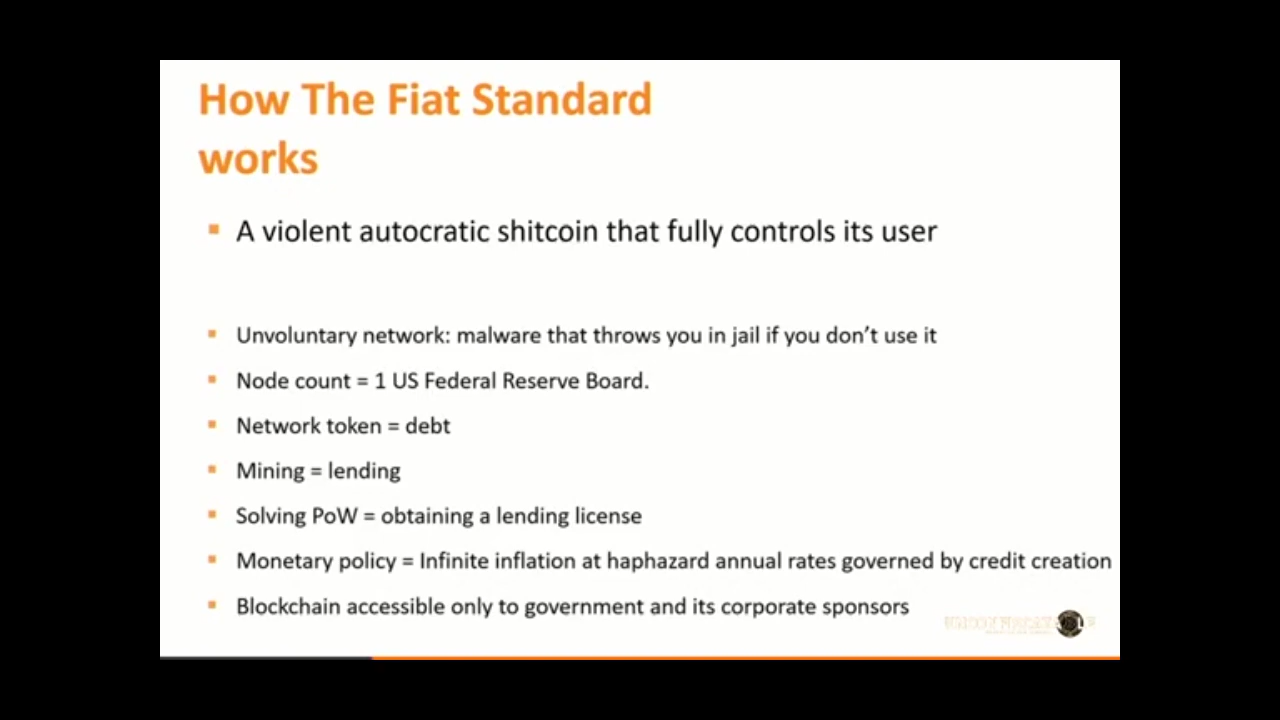 How The Fiat Standard
works
A violent autocratic shitcoin that fully controls its user
Unvoluntary network: malware that throws you in jail if you don’t use it
Node count = 1 US Federal Reserve Board.
Network token = debt
Mining = lending
Solving PoW = obtaining a lending license
Monetary policy = Infinite inflation at haphazard annual rates governed by credit creation
Blockchain accessible only to government and its corporate sponsors